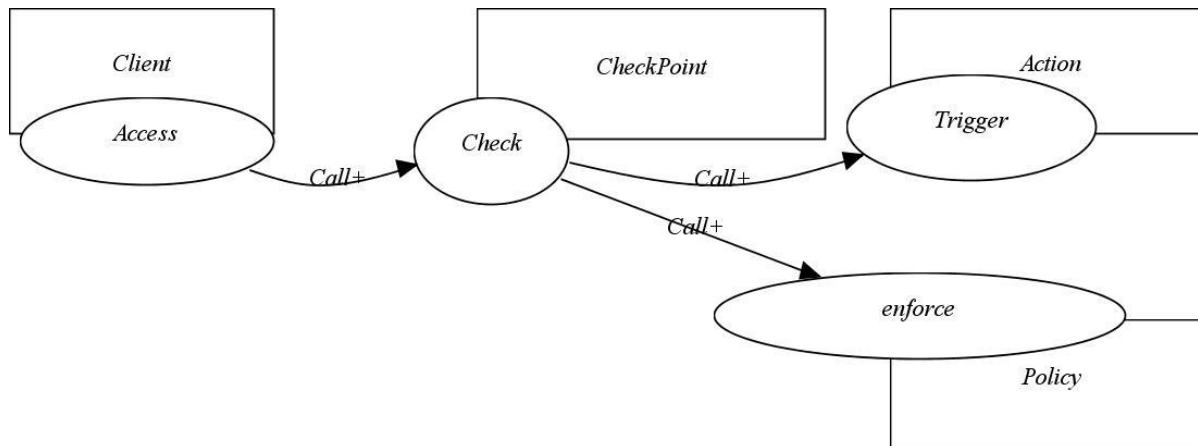 Client
CheckPoint
Action
Access
Check
Trigger
Call+
Call+
Call+
enforce
Policy